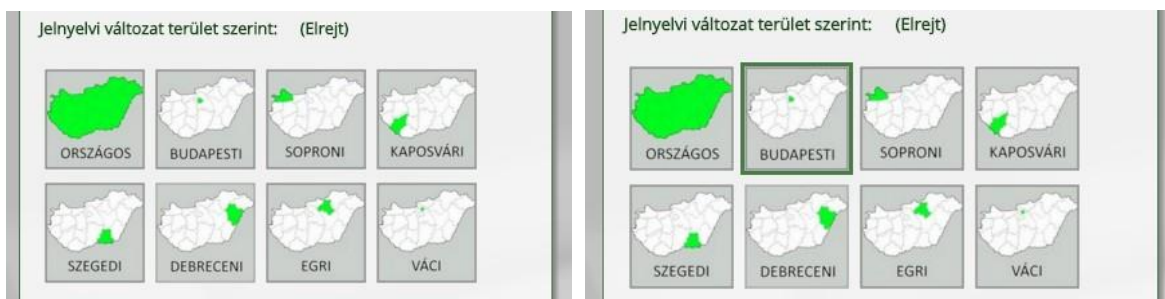 Jelnyelvi változat terület szerint: (Elrejt)
ORSZÁGOS BUDAPESTI SOPRONI KAPOSVÁRI
SZEGEDI DEBRECENI EGRI VÁCI
Jelnyelvi változat terület szerint: (Elrejt)
ORSZÁGOS BUDAPESTI SOPRONI KAPOSVÁRI
SZEGEDI DEBRECENI EGRI VÁCI